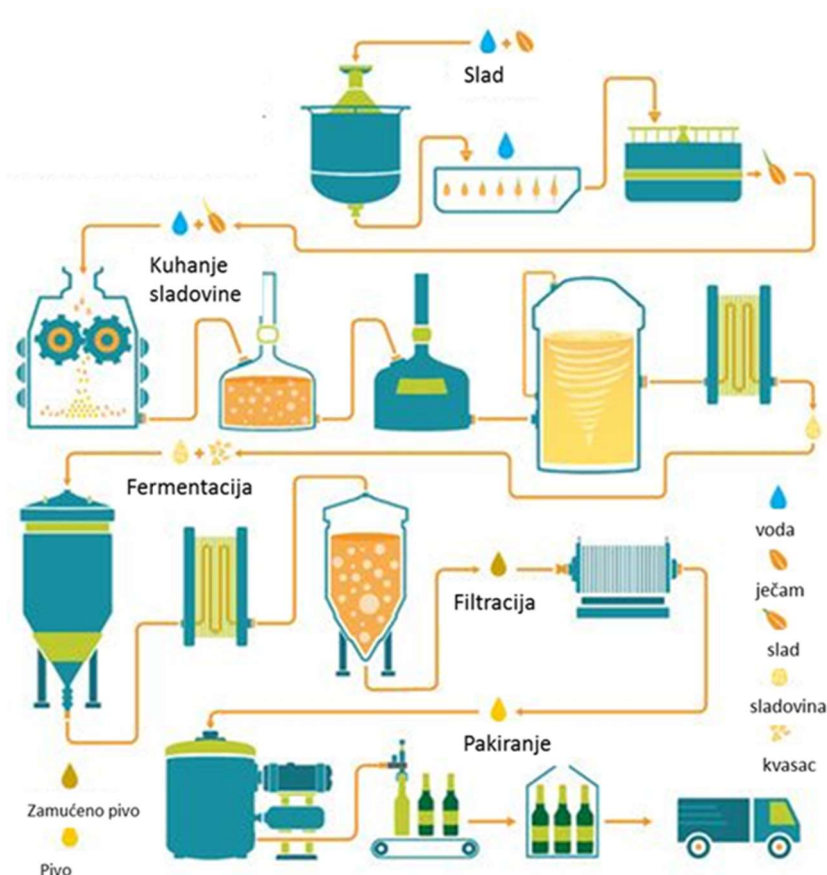 Slad
Kuhanje
sladovine
Fermentacija
Filtracija
Pakiranje
voda
ječam
slad
sladovina
kvasac
Zamućeno pivo
Pivo